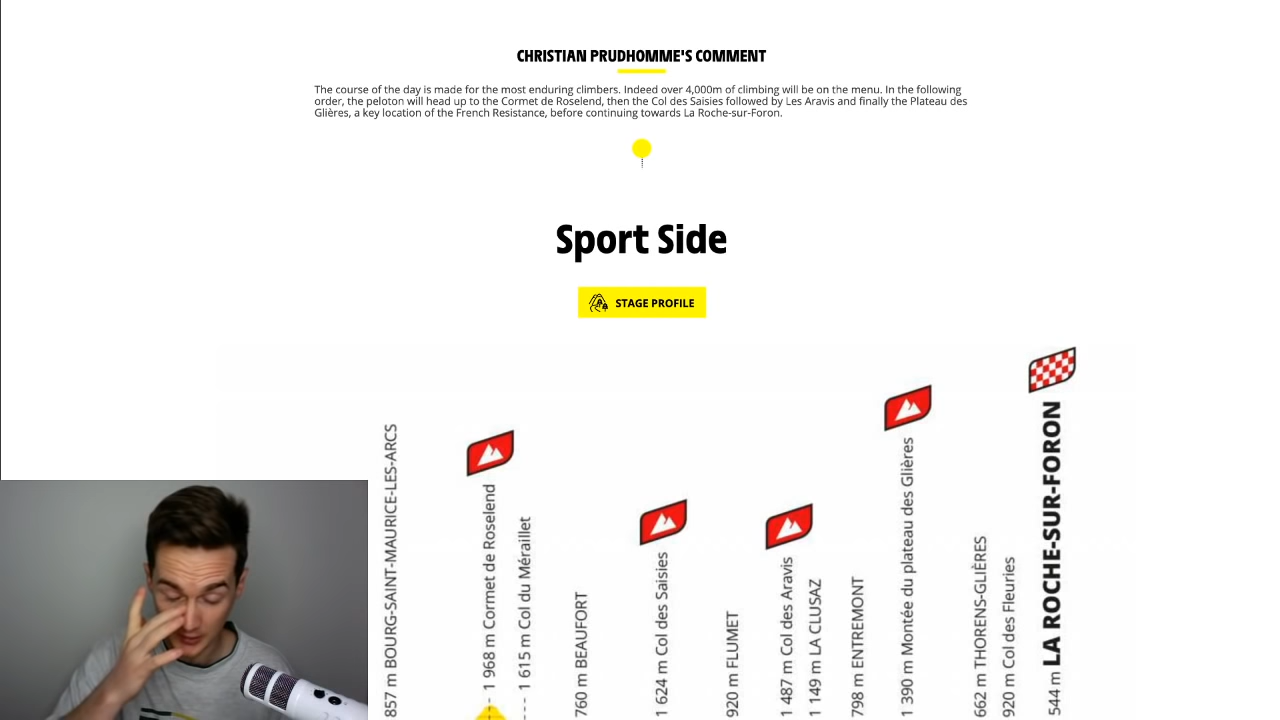 CHRISTIAN PRUDHOMME'S COMMENT
The course of the day is made for the most enduring climbers. Indeed over 4,000m of climbing will be on the menu. In the following
order, the peloton will head up to the Cormet de Roselend, then the Col des Saisies followed by Les Aravis and finally the Plateau des
Glières, a key location of the French Resistance, before continuing towards La Roche-sur-Foron.
Sport Side
STAGE PROFILE
857 m BOURG-SAINT-MAURICE-LES-ARCS
1 968 m Cormet de Roselend
1 615 m Col du Méraillet
760 m BEAUFORT
1 624 m Col des Saisies
920 m FLUMET
1 487 m Col des Aravis
1 149 m LA CLUSAZ
798 m ENTREMONT
1 390 m Montée du plateau des Glières
662 m THORENS-GLIÈRES
920 m Col des Fleuries
544 m LA ROCHE-SUR-FORON